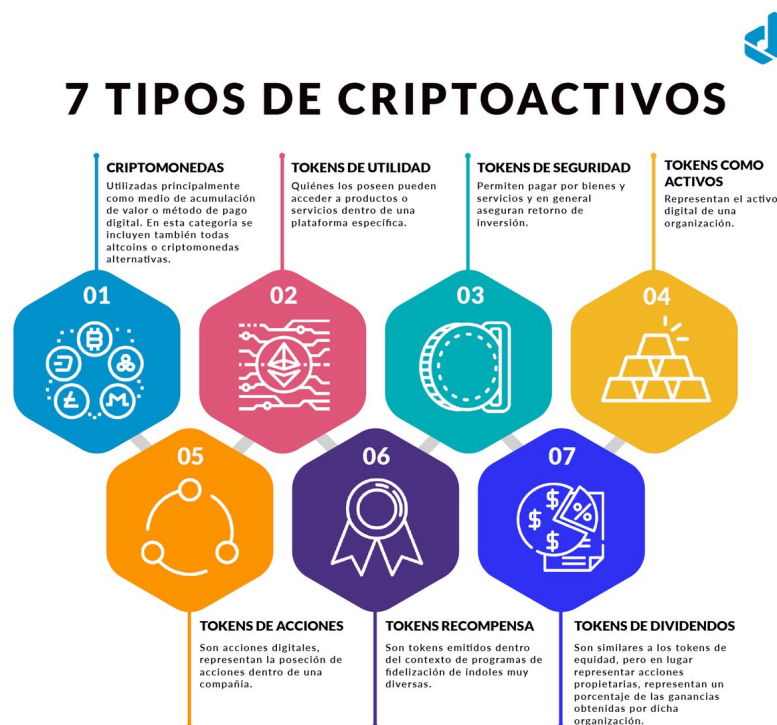 7 TIPOS DE CRIPTOACTIVOS
CRIPTOMONEDAS
Utilizadas principalmente
como medio de acumulación
de valor o método de pago
digital. En esta categoría se
incluyen también todas
altcoins o criptomonedas
alternativas.
TOKENS DE UTILIDAD
Quiénes los poseen pueden
acceder a productos o
servicios dentro de una
plataforma específica.
TOKENS DE SEGURIDAD
Permiten pagar por bienes y
servicios y en general
aseguran retorno de
inversión.
TOKENS COMO
ACTIVOS
Representan el activo
digital de una
organización.
01
02
03
04
05
06
07
$
$
$
%
TOKENS DE ACCIONES
Son acciones digitales,
representan la poseción de
acciones dentro de una
compañía.
TOKENS RECOMPENSA
Son tokens emitidos dentro
del contexto de programas de
fidelización de índoles muy
diversas.
TOKENS DE DIVIDENDOS
Son similares a los tokens de
equidad, pero en lugar
representar acciones
propietarias, representan un
porcentaje de las ganancias
obtenidas por dicha
organización.